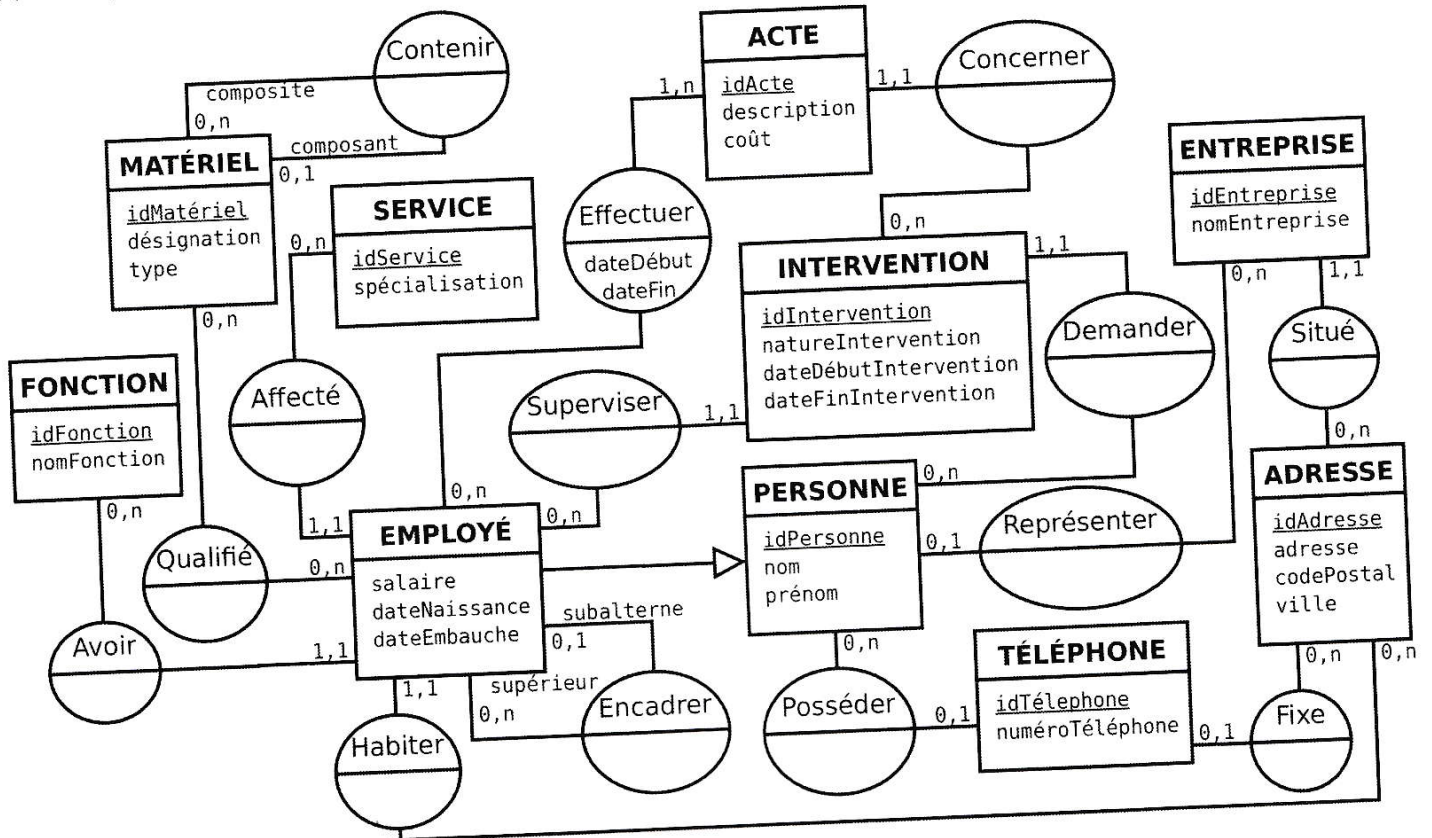 Contenir
composite
0,n
composant
0,1
MATÉRIEL
idMatériel
désignation
type
0,n
ACTE
idActe
description
coût
1,n
1,1
Concerner
0,n
ENTREPRISE
idEntreprise
nomEntreprise
0,n
1,1
SERVICE
idService
spécialisation
0,n
Effectuer
dateDébut
dateFin
INTERVENTION
idIntervention
natureIntervention
dateDébutIntervention
dateFinIntervention
1,1
1,1
Demander
Situé
0,n
FONCTION
idFonction
nomFonction
0,n
Affecté
1,1
Superviser
0,n
0,n
EMPLOYÉ
salaire
dateNaissance
dateEmbauche
0,n
1,1
1,1
Qualifié
Avoir
PERSONNE
idPersonne
nom
prénom
0,n
0,1
0,n
Représenter
ADRESSE
idAdresse
adresse
codePostal
ville
0,n
0,n
subalterne
0,1
supérieur
0,n
Encadrer
Posséder
0,1
TÉLÉPHONE
idTélephone
numéroTéléphone
0,1
Fixe
Habiter